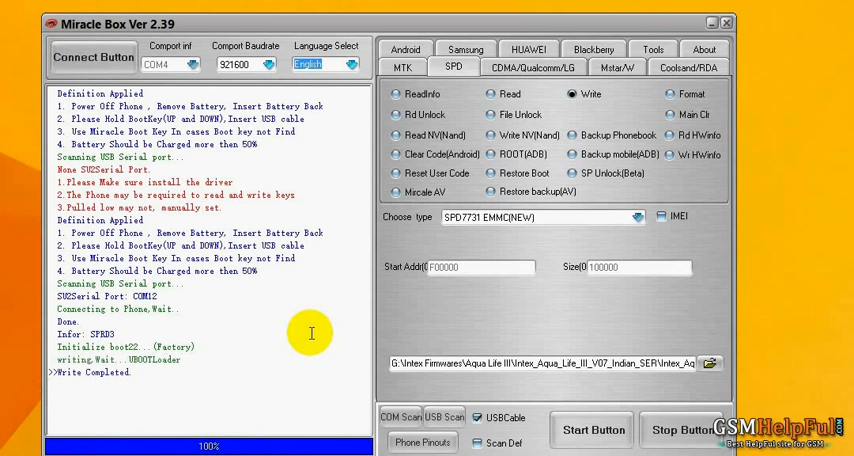 Miracle Box Ver 2.39
Connect Button
Comport inf
Comport Baudrate
Language Select
COM4
921600
English
Definition Applied
1. Power Off Phone , Remove Battery, Insert Battery Back
2. Please Hold BootKey(UP and DOWN),Insert USB cable
3. Use Miracle Boot Key In cases Boot key not Find
4. Battery Should be Charged more then 50%
Scanning USB Serial port...
None SU2Serial Port.
1.Please Make sure install the driver
2.The Phone may be required to read and write keys
3.Pulled low may not, manually set.
Definition Applied
1. Power Off Phone , Remove Battery, Insert Battery Back
2. Please Hold BootKey(UP and DOWN),Insert USB cable
3. Use Miracle Boot Key In cases Boot key not Find
4. Battery Should be Charged more then 50%
Scanning USB Serial port...
SU2Serial Port: COM12
Connecting to Phone,Wait..
Done.
Infor: SPRD3
Initialize boot22...(Factory)
writing,Wait...UBOOTLoader
>>Write Completed.
100%
Android Samsung HUAWEI Blackberry Tools About
MTK SPD CDMA/Qualcomm/LG Mstar/W Coolsand/RDA
ReadInfo Read Write Format
Rd Unlock File Unlock Main Clr
Read NV(Nand) Write NV(Nand) Backup Phonebook Rd HWinfo
Clear Code(Android) ROOT(ADB) Backup mobile(ADB) Wr HWinfo
Reset User Code Restore Boot SP Unlock(Beta)
Mircale AV Restore backup(AV)
Choose type SPD7731 EMMC(NEW) IMEI
Start Addr(0 F00000 Size(0 100000
G:\Intex Firmwares\Aqua Life III\Intex_Aqua_Life_III_V07_Indian_SER\Intex_Aq
COM Scan USB Scan USBCable
Phone Pinouts Scan Def
Start Button
Stop Button
GSMHelpFul.COM
Best HelpFul site for GSM